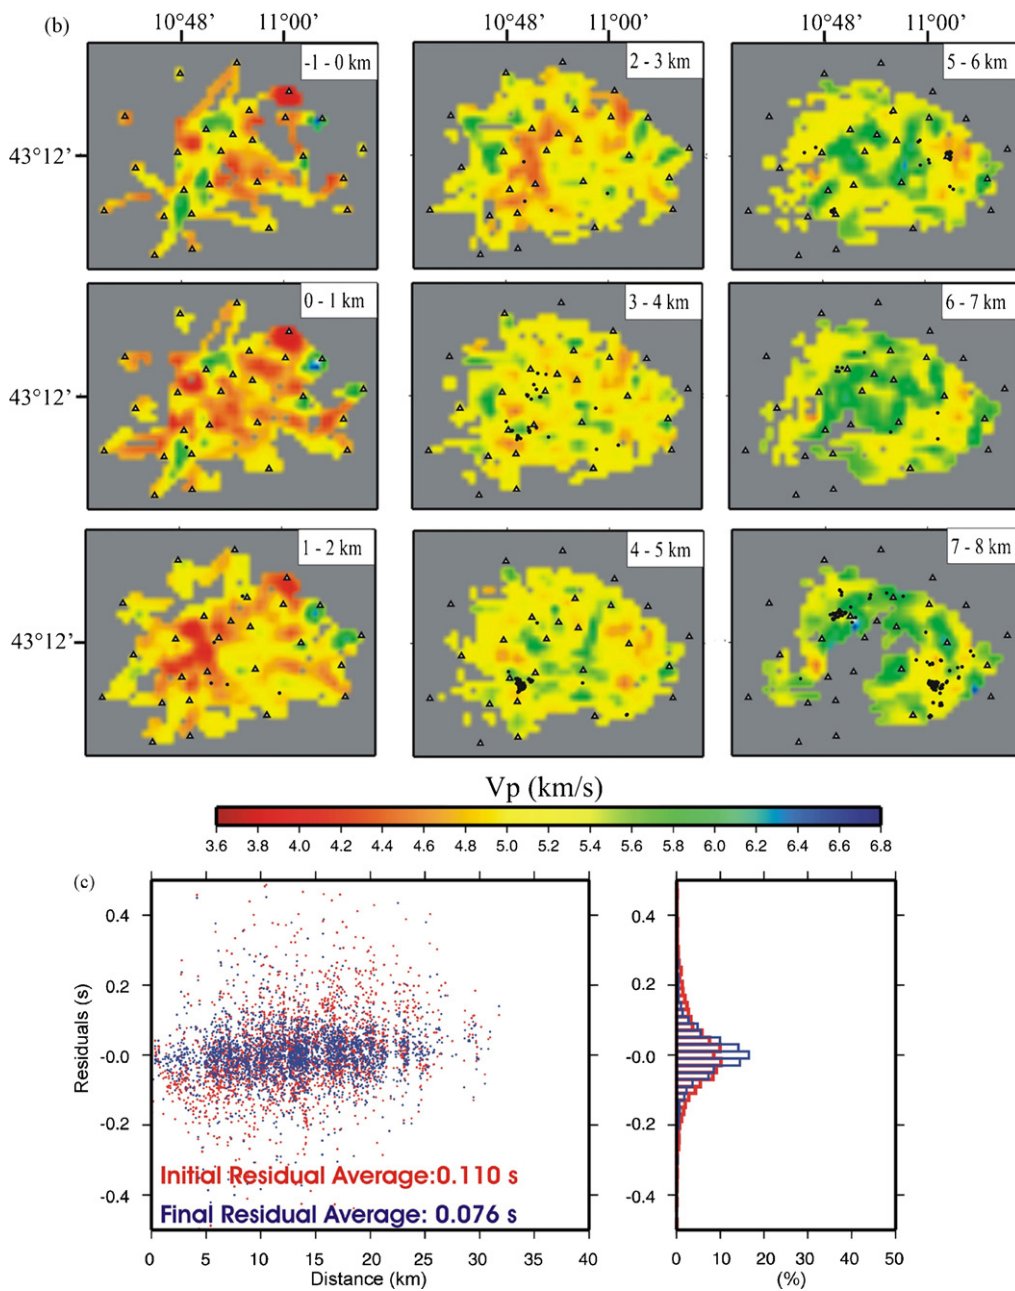 (b)
10°48’ 11°00’ 10°48’ 11°00’ 10°48’ 11°00’
-1 - 0 km 2 - 3 km 5 - 6 km
43°12’
0 - 1 km 3 - 4 km 6 - 7 km
43°12’
1 - 2 km 4 - 5 km 7 - 8 km
43°12’
Vp (km/s)
3.6 3.8 4.0 4.2 4.4 4.6 4.8 5.0 5.2 5.4 5.6 5.8 6.0 6.2 6.4 6.6 6.8
(c)
0.4 0.4
0.2 0.2
Residuals (s)
-0.0 -0.0
-0.2 -0.2
Initial Residual Average:0.110 s
-0.4 -0.4
Final Residual Average: 0.076 s
0 5 10 15 20 25 30 35 40 0 10 20 30 40 50
Distance (km) (%)